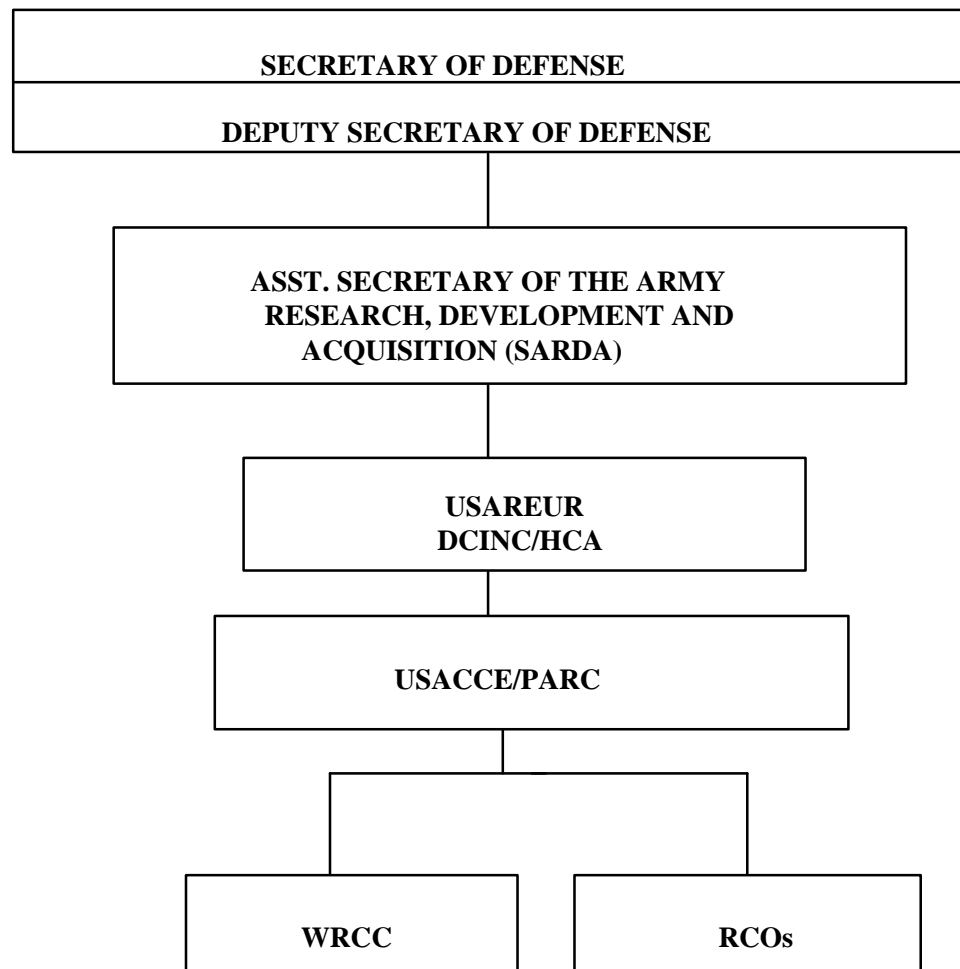 SECRETARY OF DEFENSE
DEPUTY SECRETARY OF DEFENSE
ASST. SECRETARY OF THE ARMY
RESEARCH, DEVELOPMENT AND
ACQUISITION (SARDA)
USAREUR
DCINC/HCA
USACCE/PARC
WRCC
RCOs